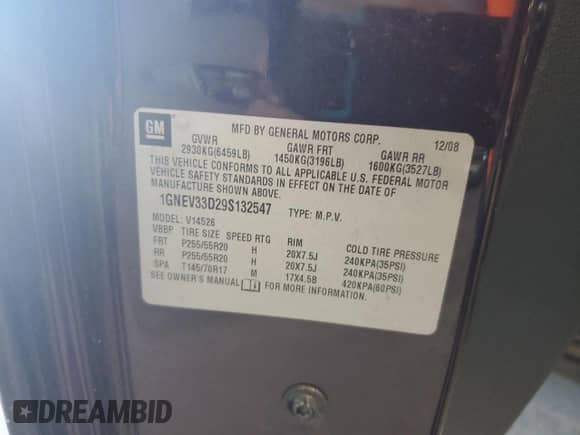 GM
MFD BY GENERAL MOTORS CORP.
12/08
GVWR GAWR FRT GAWR RR
2930KG(6459LB) 1450KG(3196LB) 1600KG(3527LB)
THIS VEHICLE CONFORMS TO ALL APPLICABLE U.S. FEDERAL MOTOR
VEHICLE SAFETY STANDARDS IN EFFECT ON THE DATE OF
MANUFACTURE SHOWN ABOVE.
1GNEV33D29S132547 TYPE: M.P.V.
MODEL: V14526
VBBP TIRE SIZE SPEED RTG RIM COLD TIRE PRESSURE
FRT P255/55R20 H 20X7.5J 240KPA(35PSI)
RR P255/55R20 H 20X7.5J 240KPA(35PSI)
SPA T145/70R17 M 17X4.5B 420KPA(60PSI)
SEE OWNER'S MANUAL FOR MORE INFORMATION.
DREAMBID